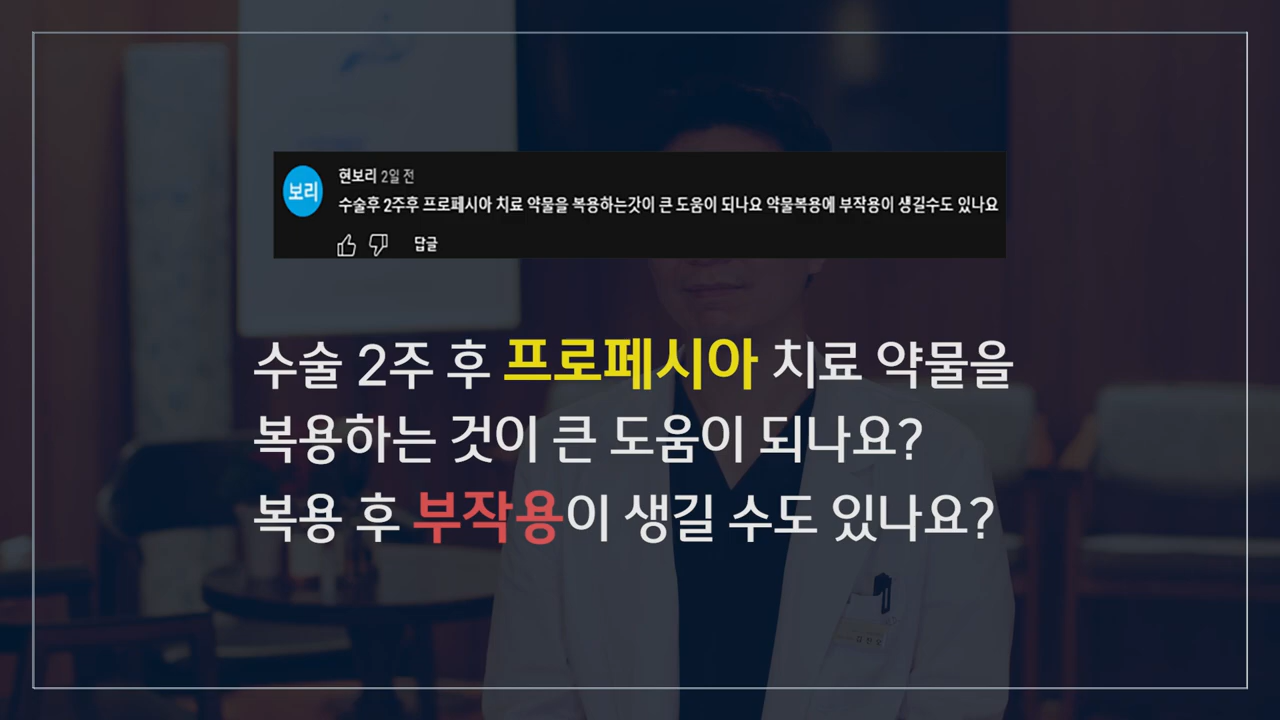 보리
현보리 2일 전
수술후 2주후 프로페시아 치료 약물을 복용하는것이 큰 도움이 되나요 약물복용에 부작용이 생길수도 있나요
답글
수술 2주 후 프로페시아 치료 약물을
복용하는 것이 큰 도움이 되나요?
복용 후 부작용이 생길 수도 있나요?